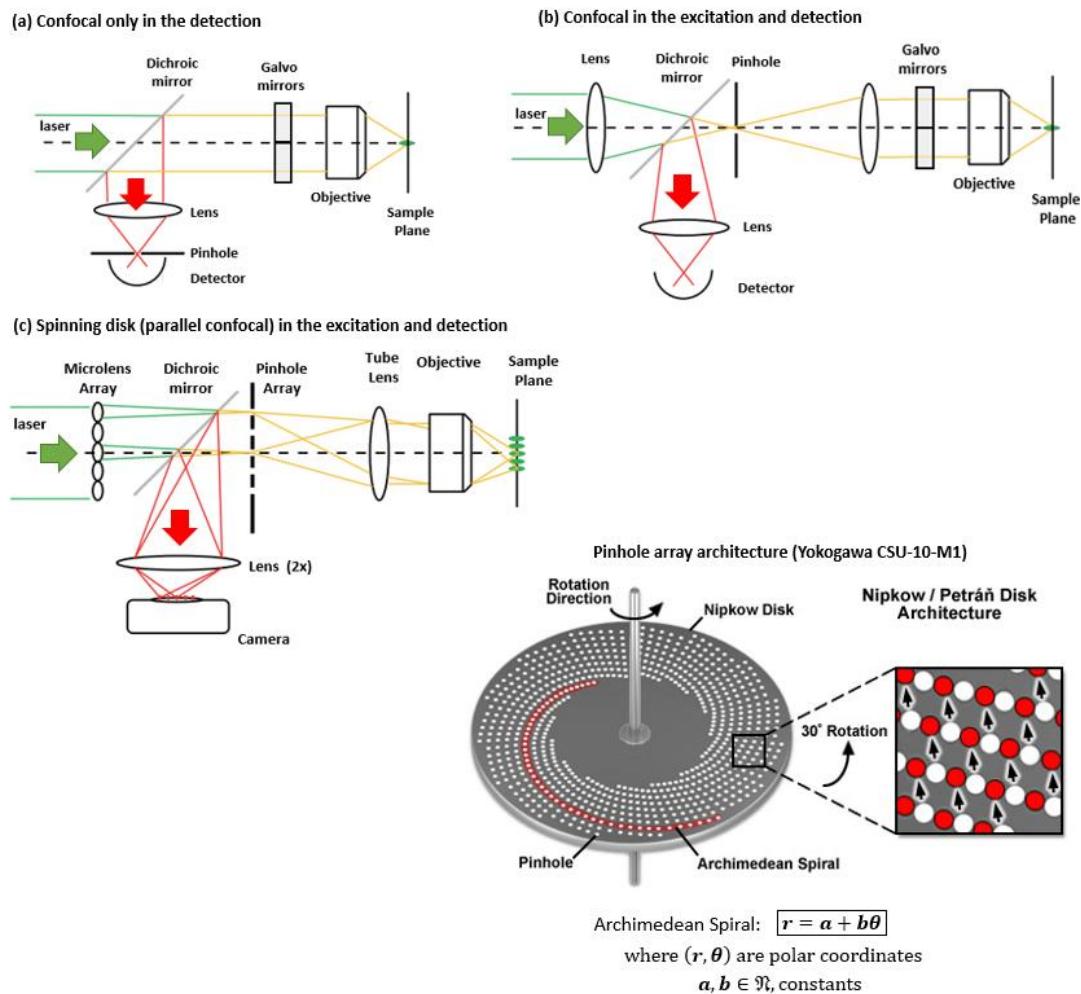 (a) Confocal only in the detection
Dichroic
mirror
Galvo
mirrors
laser
Objective
Sample
Plane
Lens
Pinhole
Detector
(b) Confocal in the excitation and detection
Lens
Dichroic
mirror
Pinhole
Galvo
mirrors
laser
Objective
Sample
Plane
Lens
Detector
(c) Spinning disk (parallel confocal) in the excitation and detection
Microlens
Array
Dichroic
mirror
Pinhole
Array
Tube
Lens
Objective
Sample
Plane
laser
Lens (2x)
Camera
Pinhole array architecture (Yokogawa CSU-10-M1)
Rotation
Direction
Nipkow Disk
Nipkow / Petráň Disk
Architecture
30° Rotation
Pinhole
Archimedean Spiral
Archimedean Spiral: r = a + bθ
where (r, θ) are polar coordinates
a, b ∈ ℜ, constants